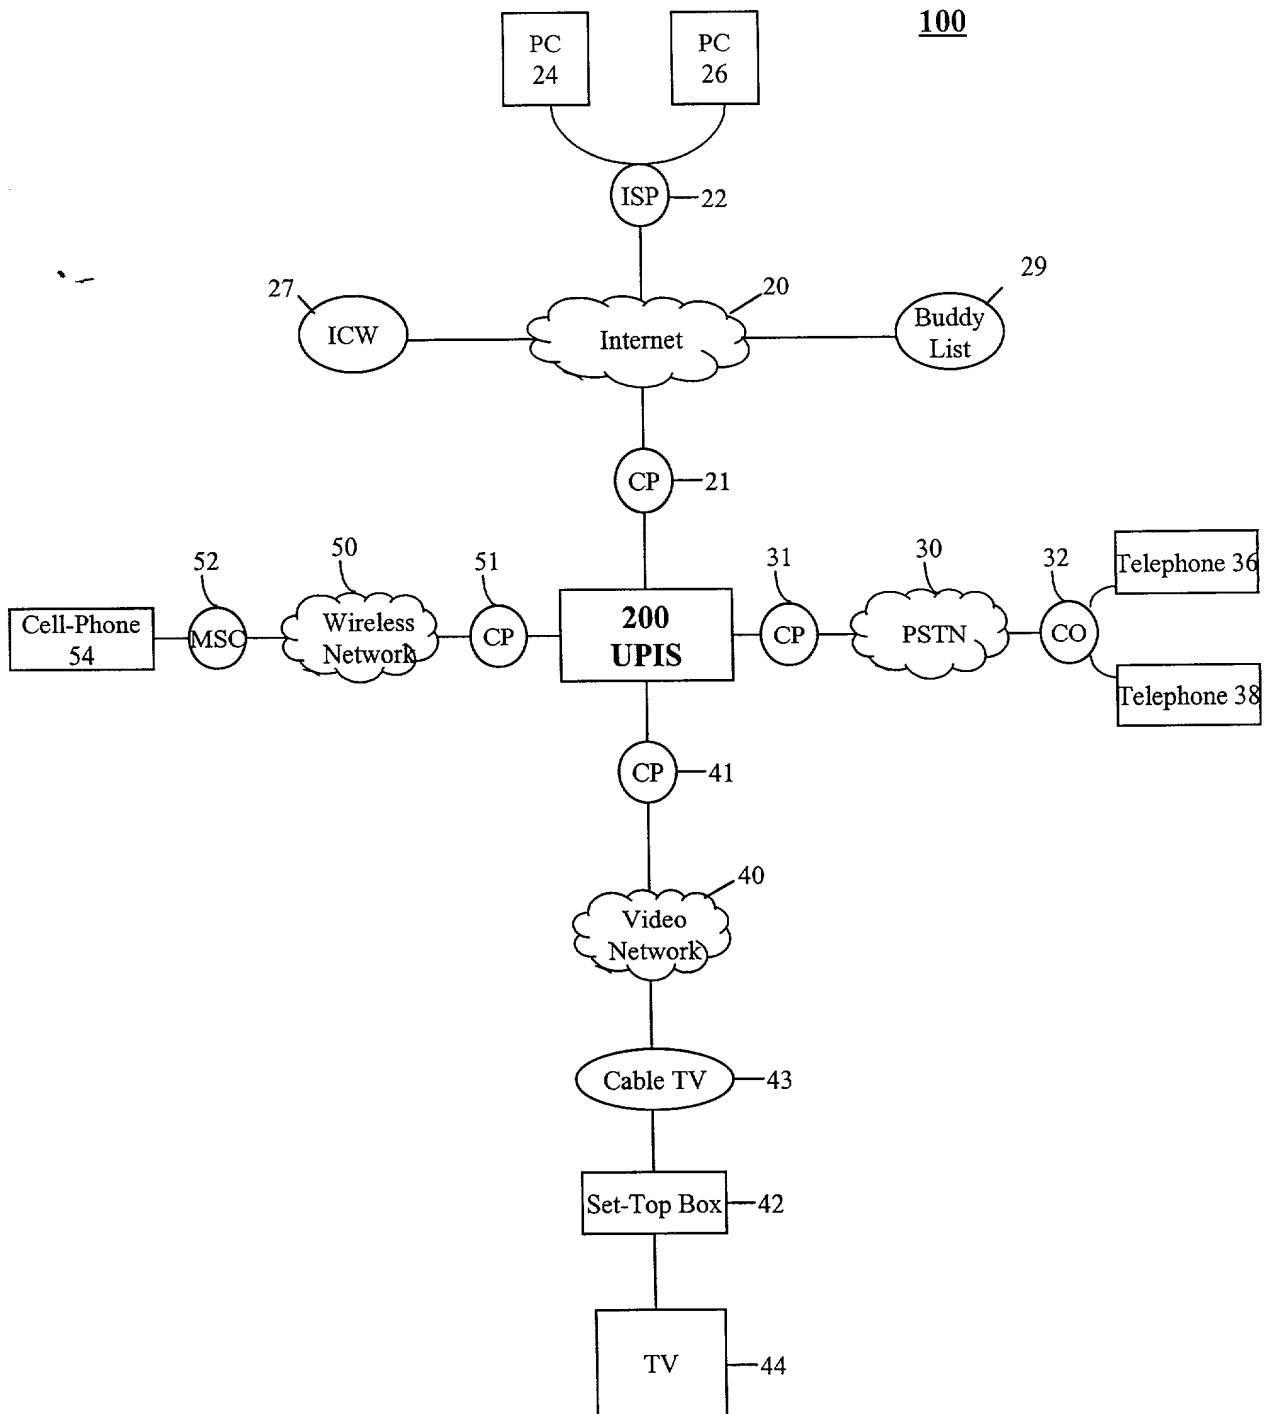 100
PC
24
PC
26
ISP
22
27
ICW
20
Internet
29
Buddy
List
CP
21
52
50
51
31
30
32
Telephone 36
Cell-Phone
54
MSC
Wireless
Network
CP
200
UPIS
CP
PSTN
CO
Telephone 38
CP
41
40
Video
Network
Cable TV
43
Set-Top Box
42
TV
44